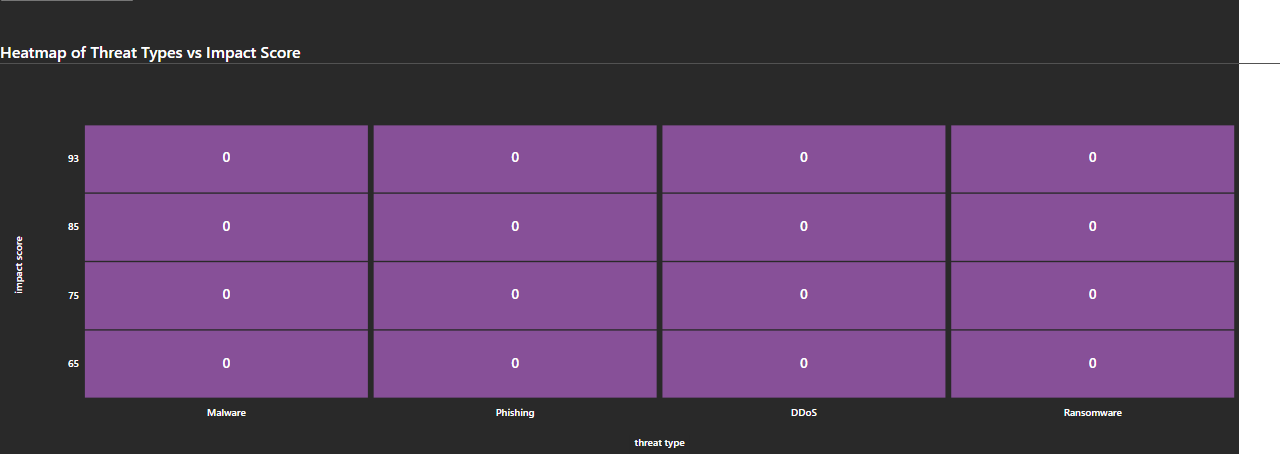 Heatmap of Threat Types vs Impact Score
93 0 0 0 0
85 0 0 0 0
impact score
75 0 0 0 0
65 0 0 0 0
Malware Phishing DDoS Ransomware
threat type